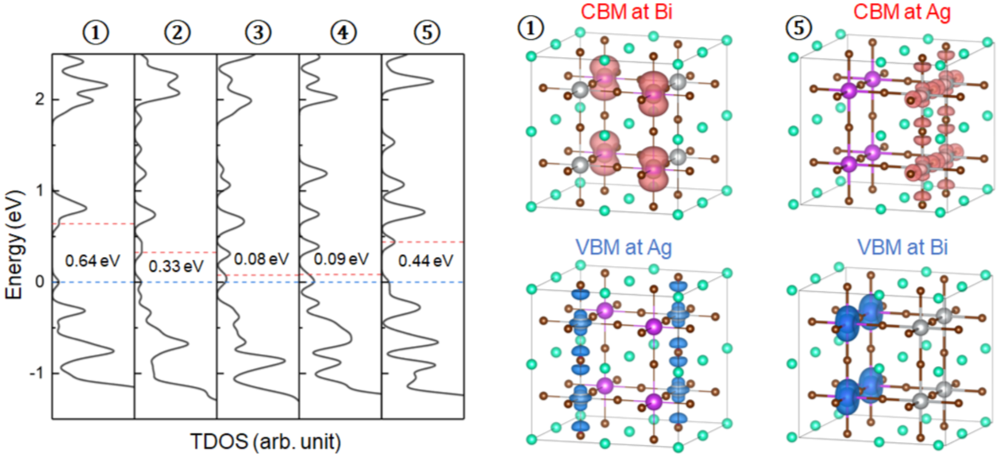 ① ② ③ ④ ⑤
2
1
0
-1
Energy (eV)
0.64 eV
0.33 eV
0.08 eV
0.09 eV
0.44 eV
TDOS (arb. unit)
①
CBM at Bi
⑤
CBM at Ag
VBM at Ag
VBM at Bi